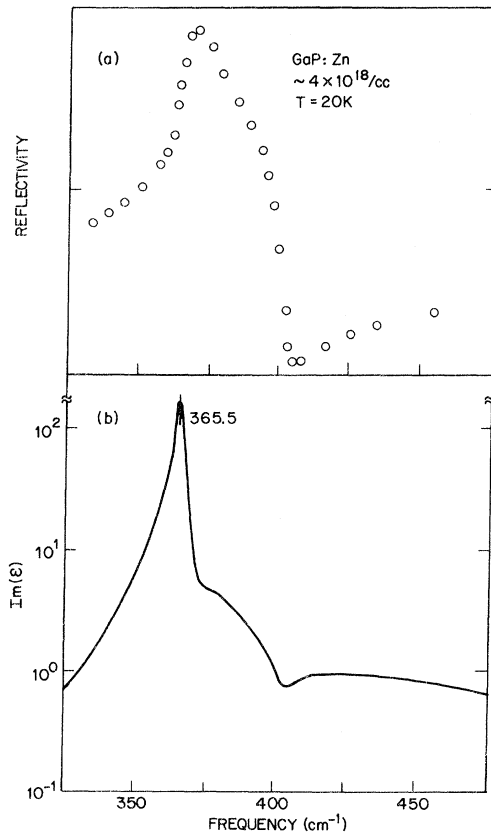 (a)
GaP: Zn
~ 4 × 10¹⁸/cc
T = 20K
REFLECTIVITY
(b)
365.5
10²
10¹
10⁰
10⁻¹
Im(ε)
350
400
450
FREQUENCY (cm⁻¹)